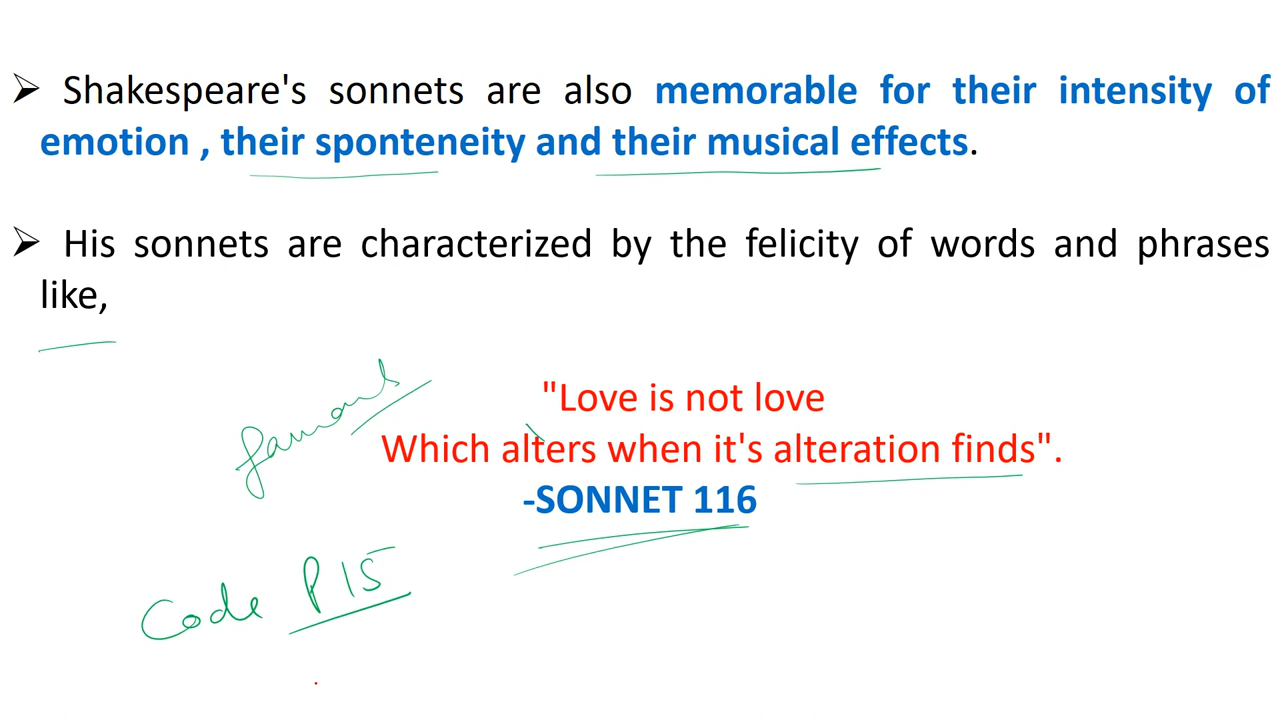 ➢ Shakespeare's sonnets are also memorable for their intensity of
emotion , their sponteneity and their musical effects.
➢ His sonnets are characterized by the felicity of words and phrases
like,
famous
"Love is not love
Which alters when it's alteration finds".
-SONNET 116
Code P15